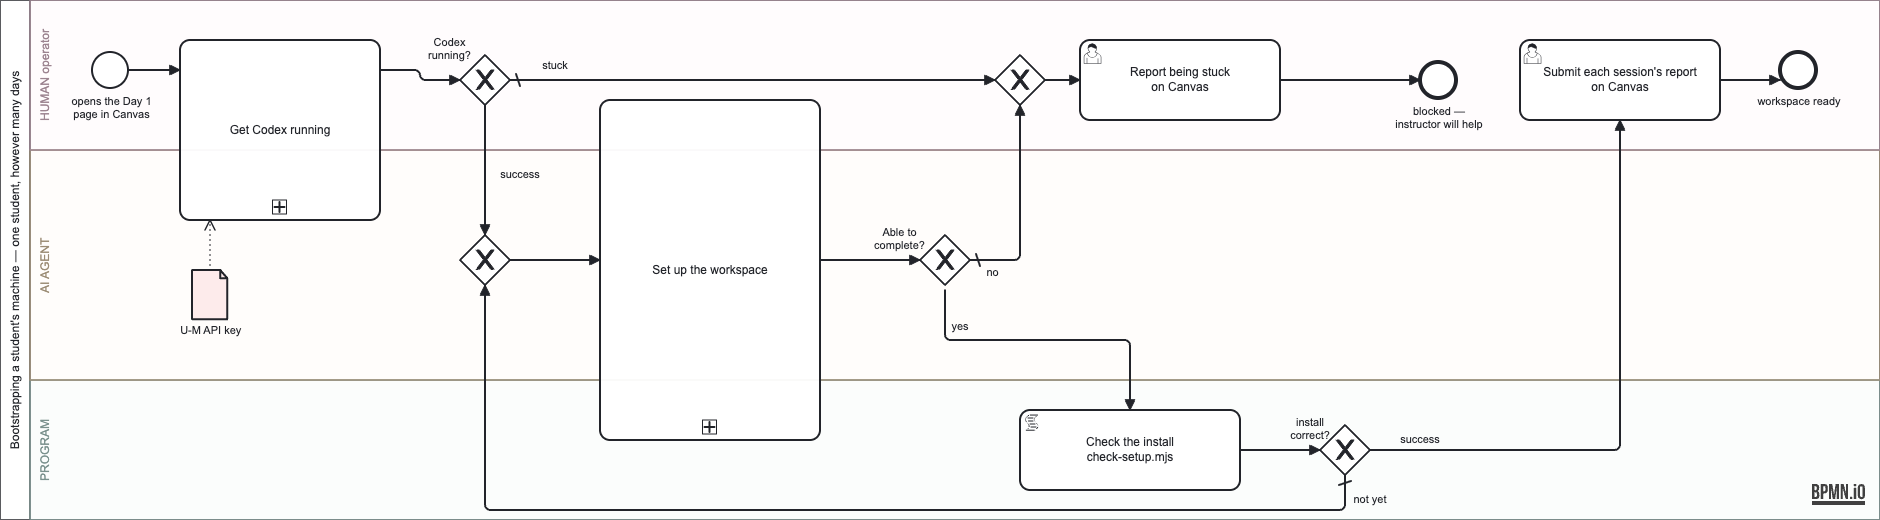 Bootstrapping a student's machine — one student, however many days
HUMAN operator
opens the Day 1
page in Canvas
Get Codex running
Codex
running?
stuck
success
Report being stuck
on Canvas
blocked —
instructor will help
Submit each session's report
on Canvas
workspace ready
AI AGENT
U-M API key
Set up the workspace
Able to
complete?
no
yes
PROGRAM
Check the install
check-setup.mjs
install
correct?
success
not yet
BPMN.iO